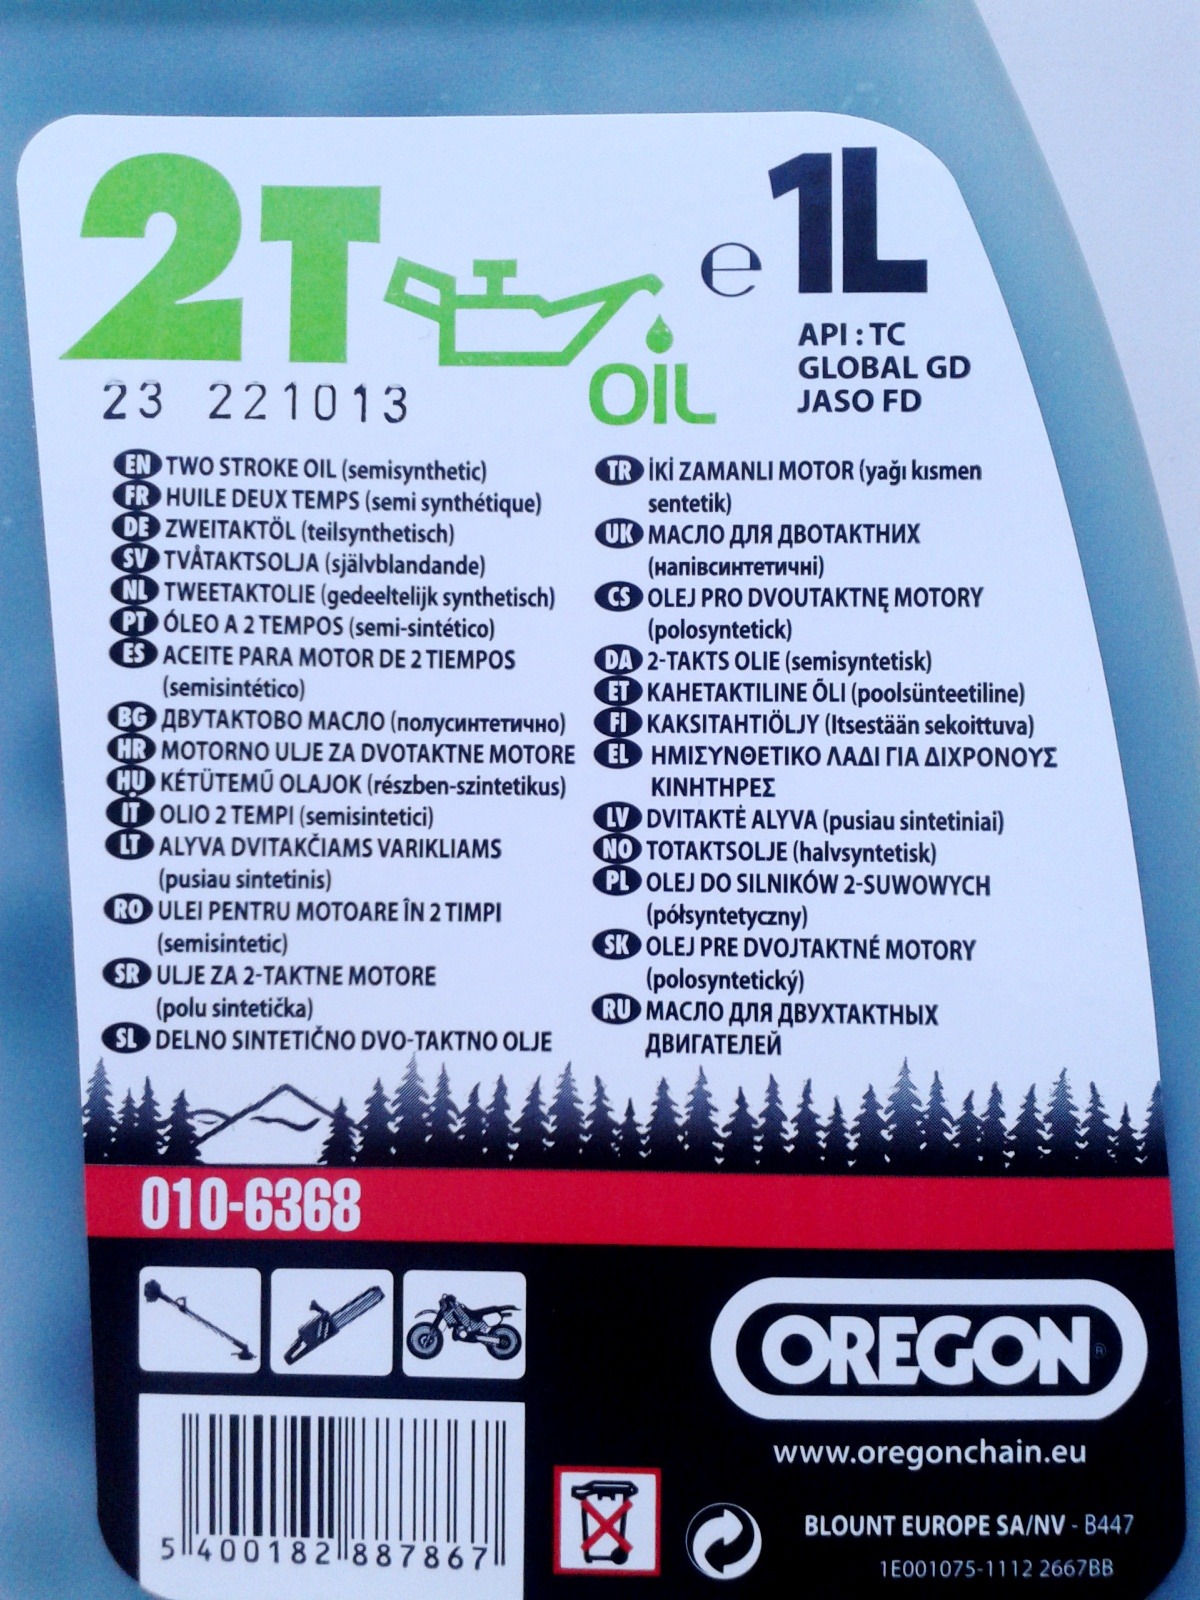 2T
e 1L
API : TC
GLOBAL GD
JASO FD
OIL
23 221013
EN TWO STROKE OIL (semisynthetic)
FR HUILE DEUX TEMPS (semi synthétique)
DE ZWEITAKTÖL (teilsynthetisch)
SV TVÅTAKTSOLJA (självblandande)
NL TWEETAKTOLIE (gedeeltelijk synthetisch)
PT ÓLEO A 2 TEMPOS (semi-sintético)
ES ACEITE PARA MOTOR DE 2 TIEMPOS
(semisintético)
BG ДВУТАКТОВО МАСЛО (полусинтетично)
HR MOTORNO ULJE ZA DVOTAKTNE MOTORE
HU KÉTÜTEMŰ OLAJOK (részben-szintetikus)
IT OLIO 2 TEMPI (semisintetici)
LT ALYVA DVITAKČIAMS VARIKLIAMS
(pusiau sintetinis)
RO ULEI PENTRU MOTOARE ÎN 2 TIMPI
(semisintetic)
SR ULJE ZA 2-TAKTNE MOTORE
(polu sintetička)
SL DELNO SINTETIČNO DVO-TAKTNO OLJE
TR İKİ ZAMANLI MOTOR (yağı kısmen
sentetik)
UK МАСЛО ДЛЯ ДВОТАКТНИХ
(напівсинтетичні)
CS OLEJ PRO DVOUTAKTNĘ MOTORY
(polosyntetick)
DA 2-TAKTS OLIE (semisyntetisk)
ET KAHETAKTILINE ÕLI (poolsünteetiline)
FI KAKSITAHTIÖLJY (Itsestään sekoittuva)
EL ΗΜΙΣΥΝΘΕΤΙΚΟ ΛΑΔΙ ΓΙΑ ΔΙΧΡΟΝΟΥΣ
ΚΙΝΗΤΗΡΕΣ
LV DVITAKTĖ ALYVA (pusiau sintetiniai)
NO TOTAKTSOLJE (halvsyntetisk)
PL OLEJ DO SILNIKÓW 2-SUWOWYCH
(półsyntetyczny)
SK OLEJ PRE DVOJTAKTNÉ MOTORY
(polosyntetický)
RU МАСЛО ДЛЯ ДВУХТАКТНЫХ
ДВИГАТЕЛЕЙ
010-6368
OREGON®
www.oregonchain.eu
BLOUNT EUROPE SA/NV - B447
1E001075-1112 2667BB
5 400182 887867